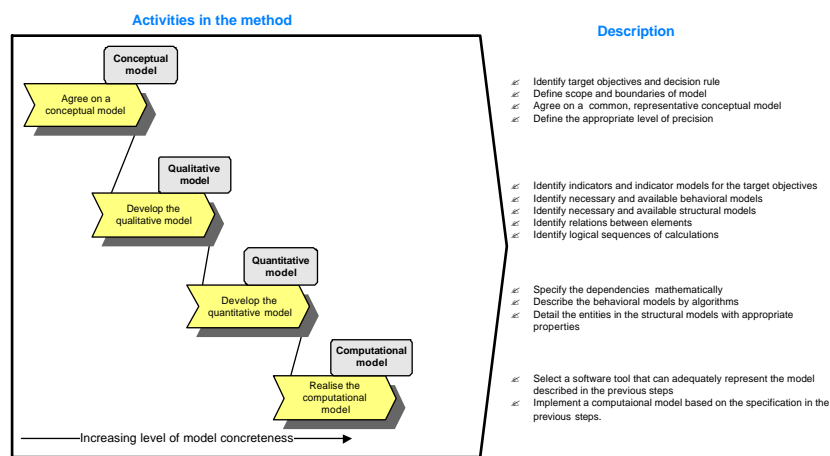 Activities in the method
Description
Conceptual
model
Agree on a
conceptual model
Identify target objectives and decision rule
Define scope and boundaries of model
Agree on a common, representative conceptual model
Define the appropriate level of precision
Qualitative
model
Develop the
qualitative model
Identify indicators and indicator models for the target objectives
Identify necessary and available behavioral models
Identify necessary and available structural models
Identify relations between elements
Identify logical sequences of calculations
Quantitative
model
Develop the
quantitative model
Specify the dependencies mathematically
Describe the behavioral models by algorithms
Detail the entities in the structural models with appropriate
properties
Computational
model
Realise the
computational
model
Select a software tool that can adequately represent the model
described in the previous steps
Implement a computaional model based on the specification in the
previous steps.
Increasing level of model concreteness